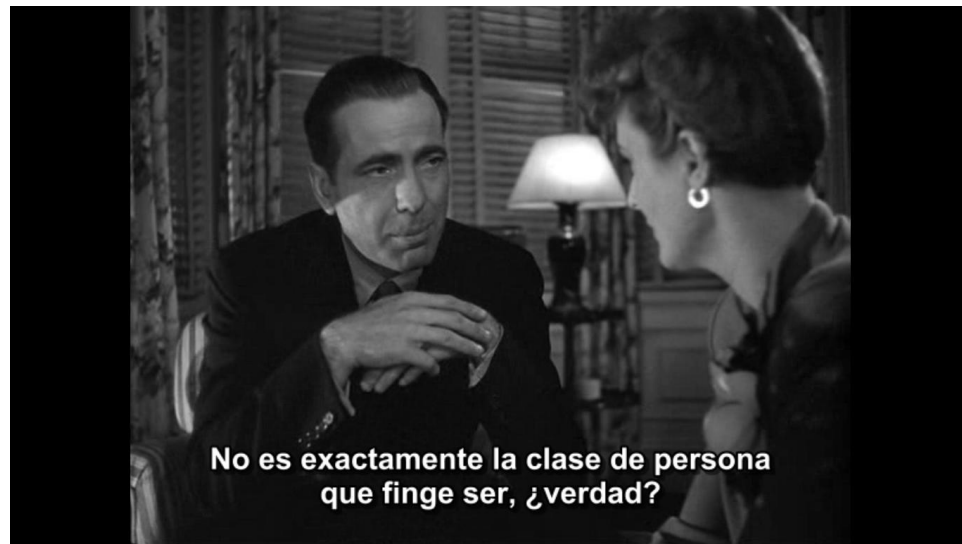 No es exactamente la clase de persona
que finge ser, ¿verdad?